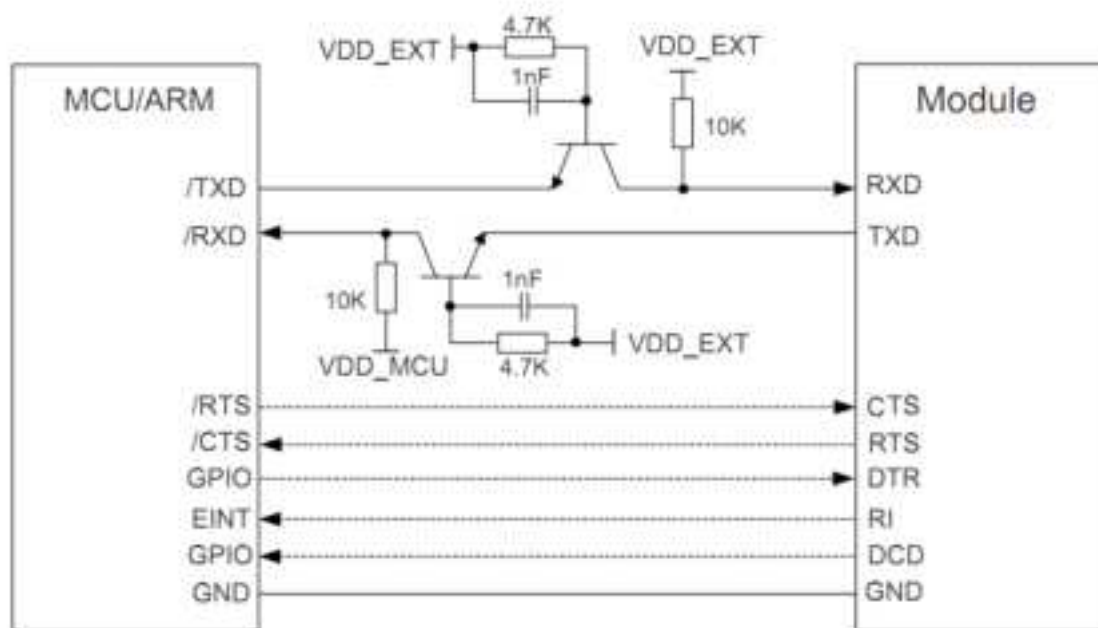 4.7K
VDD_EXT
VDD_EXT
1nF
MCU/ARM
Module
10K
/TXD
RXD
/RXD
TXD
1nF
10K
VDD_EXT
VDD_MCU
4.7K
/RTS
CTS
/CTS
RTS
GPIO
DTR
EINT
RI
GPIO
DCD
GND
GND